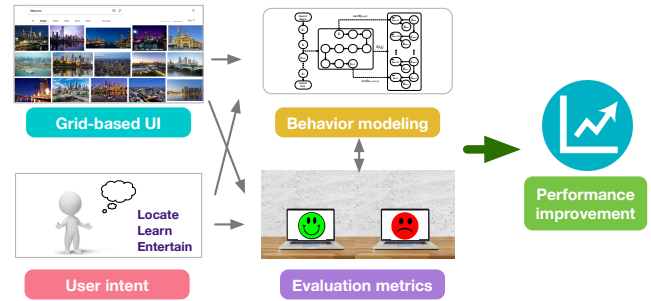 Grid-based UI
Behavior modeling
Locate
Learn
Entertain
User intent
Evaluation metrics
Performance
improvement